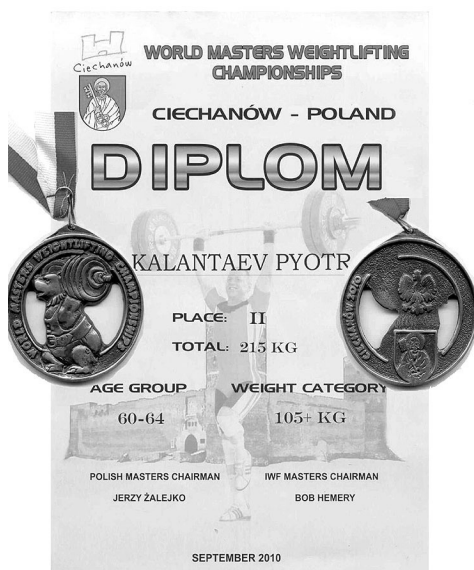 Ciechanów
WORLD MASTERS WEIGHTLIFTING
CHAMPIONSHIPS
CIECHANÓW - POLAND
DIPLOM
WORLD MASTERS WEIGHTLIFTING CHAMPIONSHIPS
KALANTAEV PYOTR
CIECHANÓW 2010
PLACE: II
TOTAL: 215 KG
AGE GROUP WEIGHT CATEGORY
60-64 105+ KG
POLISH MASTERS CHAIRMAN IWF MASTERS CHAIRMAN
JERZY ŻALEJKO BOB HEMERY
SEPTEMBER 2010